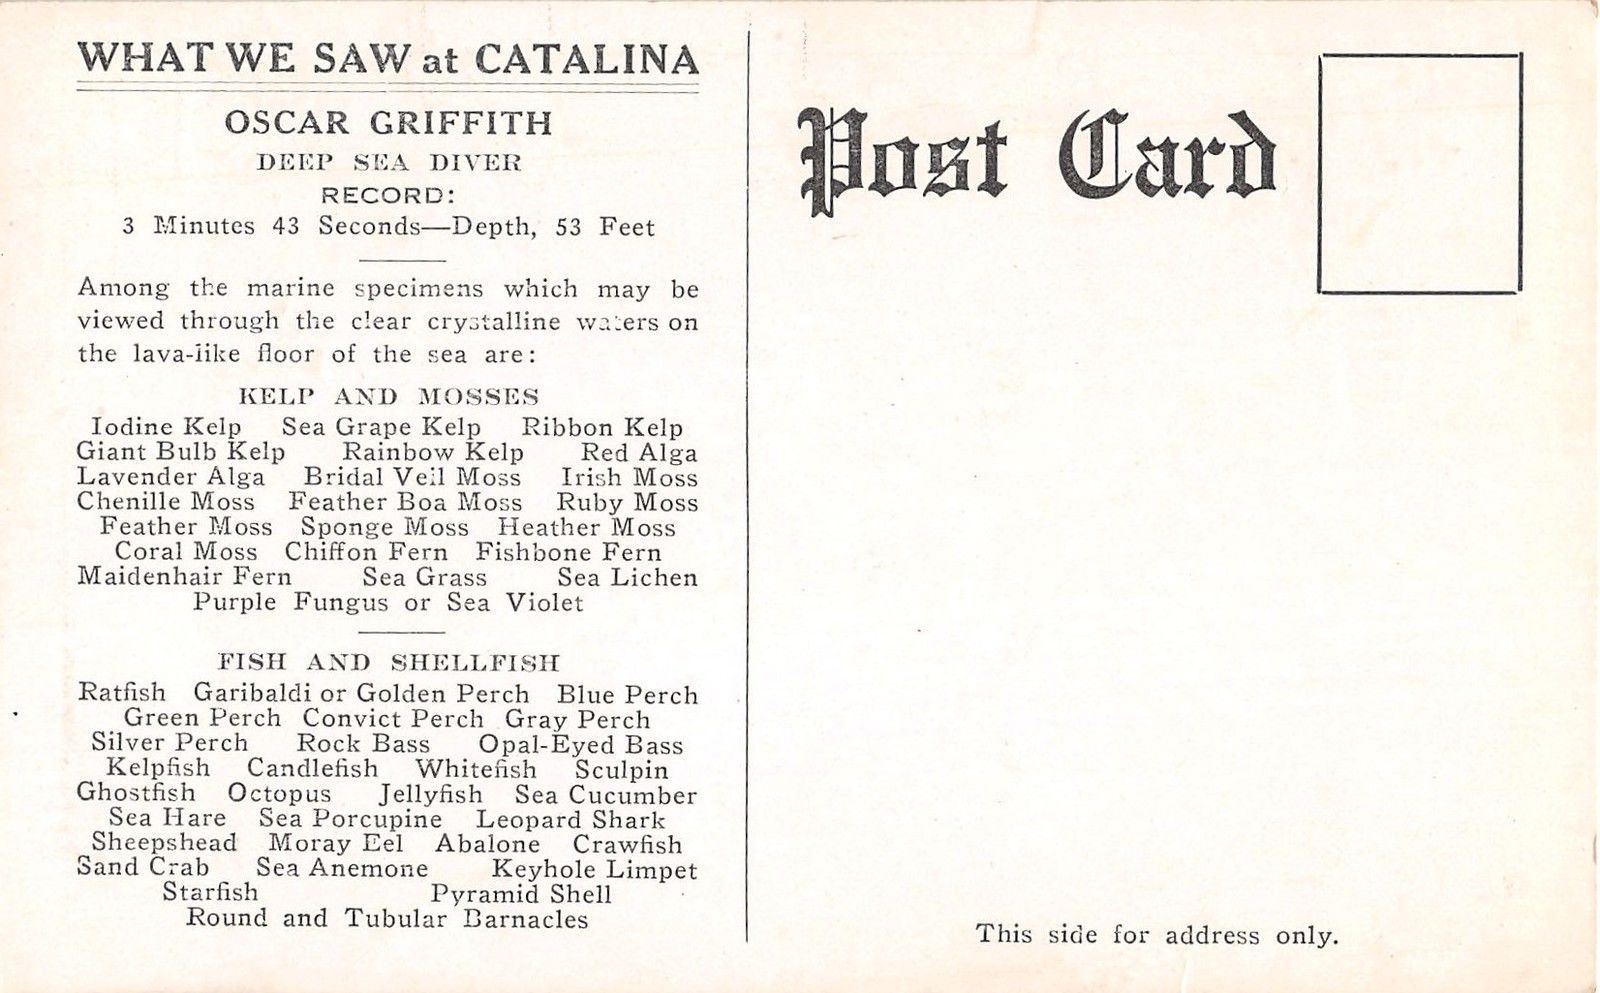 WHAT WE SAW at CATALINA
OSCAR GRIFFITH
DEEP SEA DIVER
RECORD:
3 Minutes 43 Seconds—Depth, 53 Feet
Among the marine specimens which may be
viewed through the clear crystalline waters on
the lava-like floor of the sea are:
KELP AND MOSSES
Iodine Kelp Sea Grape Kelp Ribbon Kelp
Giant Bulb Kelp Rainbow Kelp Red Alga
Lavender Alga Bridal Veil Moss Irish Moss
Chenille Moss Feather Boa Moss Ruby Moss
Feather Moss Sponge Moss Heather Moss
Coral Moss Chiffon Fern Fishbone Fern
Maidenhair Fern Sea Grass Sea Lichen
Purple Fungus or Sea Violet
FISH AND SHELLFISH
Ratfish Garibaldi or Golden Perch Blue Perch
Green Perch Convict Perch Gray Perch
Silver Perch Rock Bass Opal-Eyed Bass
Kelpfish Candlefish Whitefish Sculpin
Ghostfish Octopus Jellyfish Sea Cucumber
Sea Hare Sea Porcupine Leopard Shark
Sheepshead Moray Eel Abalone Crawfish
Sand Crab Sea Anemone Keyhole Limpet
Starfish Pyramid Shell
Round and Tubular Barnacles
Post Card
This side for address only.